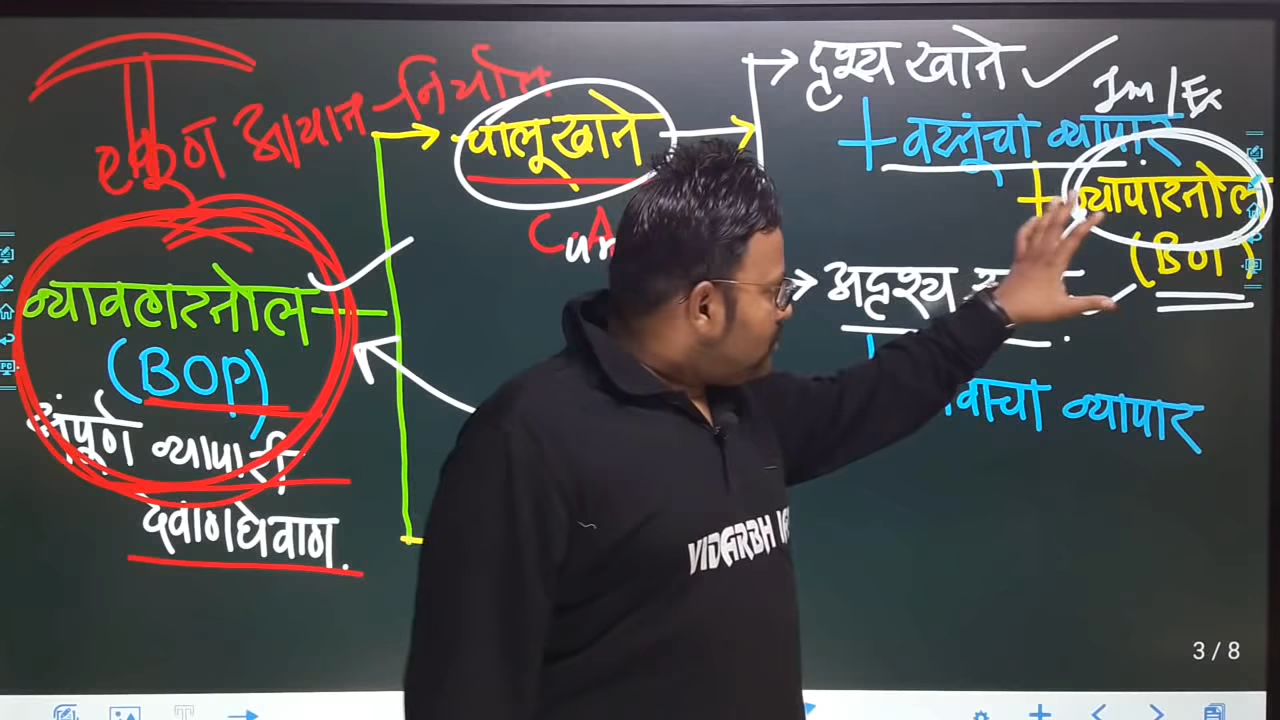 एकूण आयात-निर्यात
व्यवहारतोल
(BOP)
संपूर्ण व्यापारी
देवाणघेवाण.
चालू खाते
C.A
दृश्य खाते
Im/Ex
वस्तूंचा व्यापार
व्यापारतोल
(BOT)
अदृश्य
व्यापार
VIDARBH
3/8